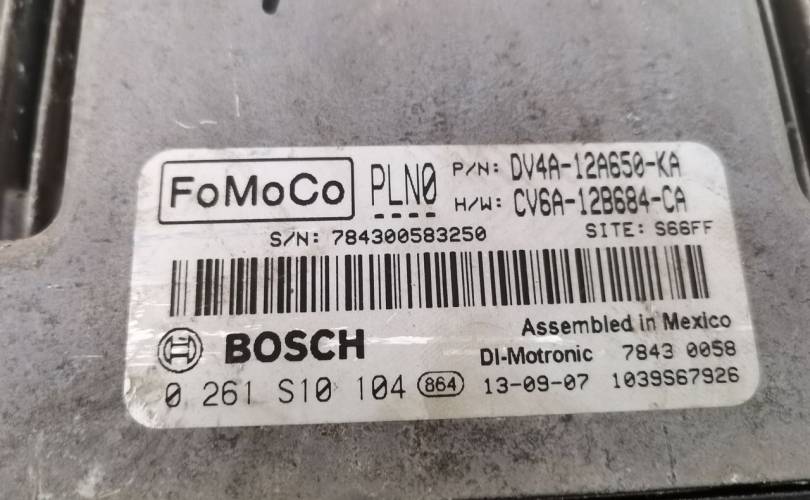 FoMoCo PLN0 P/N: DV4A-12A650-KA
H/W: CV6A-12B684-CA
S/N: 784300583250 SITE: S66FF
Assembled in Mexico
BOSCH DI-Motronic 7843 0058
0 261 S10 104 864 13-09-07 1039S67926